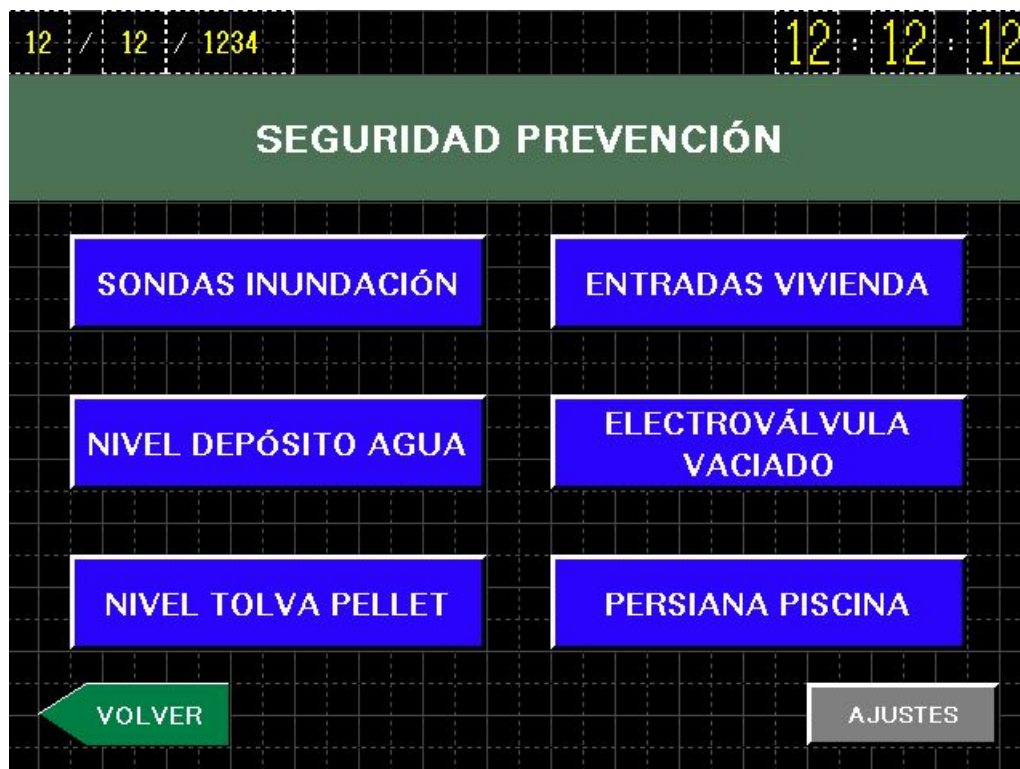 12 / 12 / 1234
12 : 12 : 12
SEGURIDAD PREVENCIÓN
SONDAS INUNDACIÓN
ENTRADAS VIVIENDA
NIVEL DEPÓSITO AGUA
ELECTROVÁLVULA
VACIADO
NIVEL TOLVA PELLET
PERSIANA PISCINA
VOLVER
AJUSTES